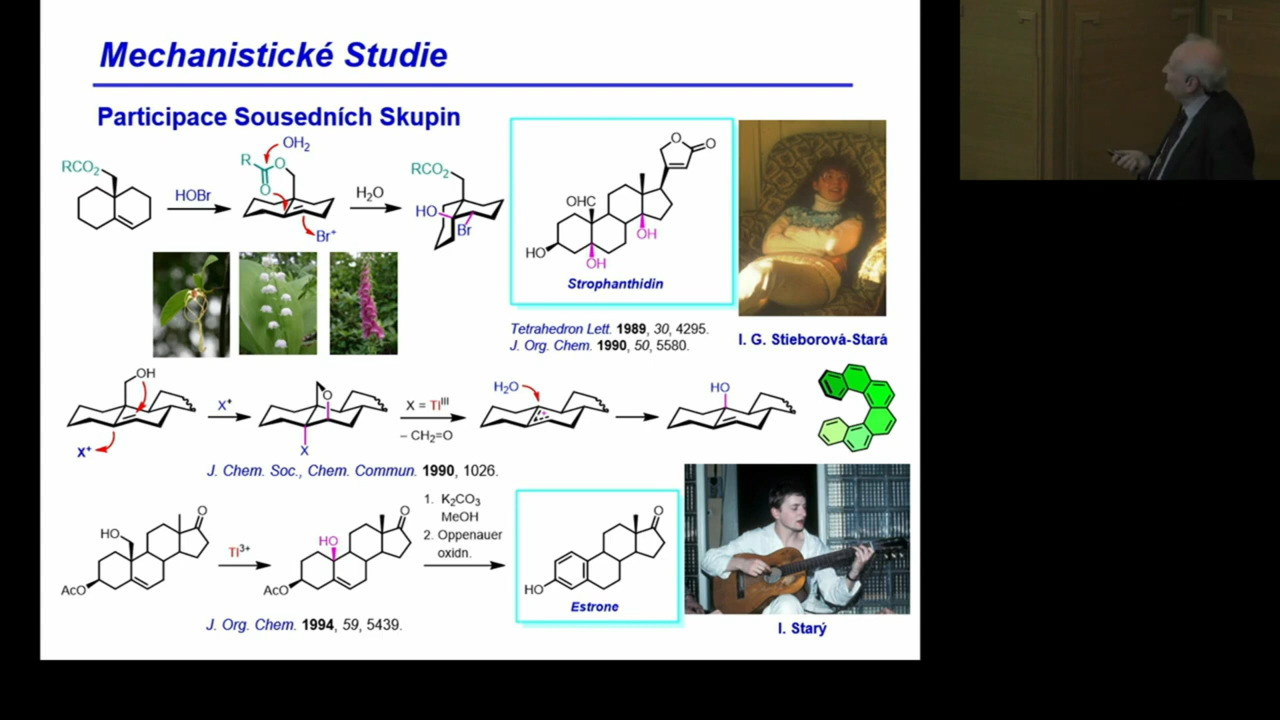 Mechanistické Studie
Participace Sousedních Skupin
RCO2
HOBr
R
O
O
OH2
Br+
H2O
RCO2
HO
Br
OHC
HO
OH
OH
O
O
Strophanthidin
Tetrahedron Lett. 1989, 30, 4295.
J. Org. Chem. 1990, 50, 5580.
I. G. Stieborová-Stará
OH
X+
X+
O
X
X = TlIII
– CH2=O
H2O
HO
J. Chem. Soc., Chem. Commun. 1990, 1026.
HO
AcO
O
Tl3+
HO
AcO
O
1. K2CO3
MeOH
2. Oppenauer
oxidn.
HO
O
Estrone
J. Org. Chem. 1994, 59, 5439.
I. Starý